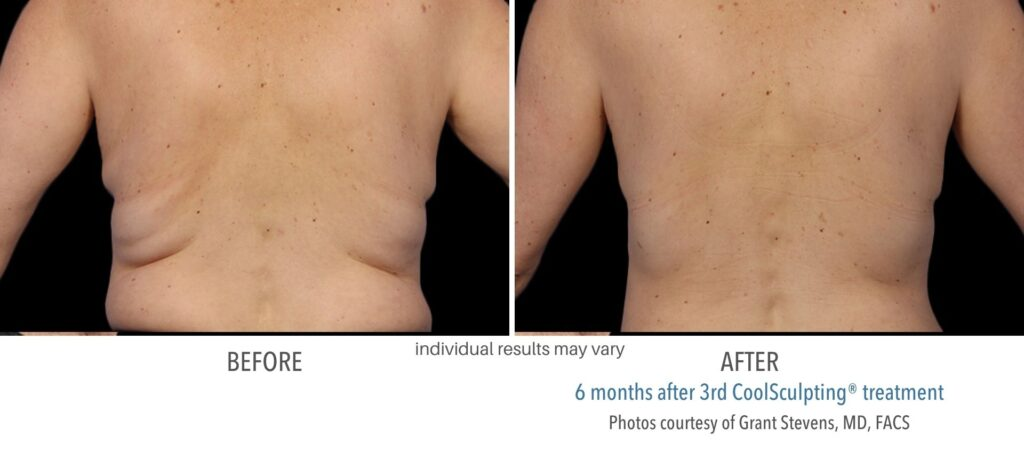 BEFORE
individual results may vary
AFTER
6 months after 3rd CoolSculpting® treatment
Photos courtesy of Grant Stevens, MD, FACS